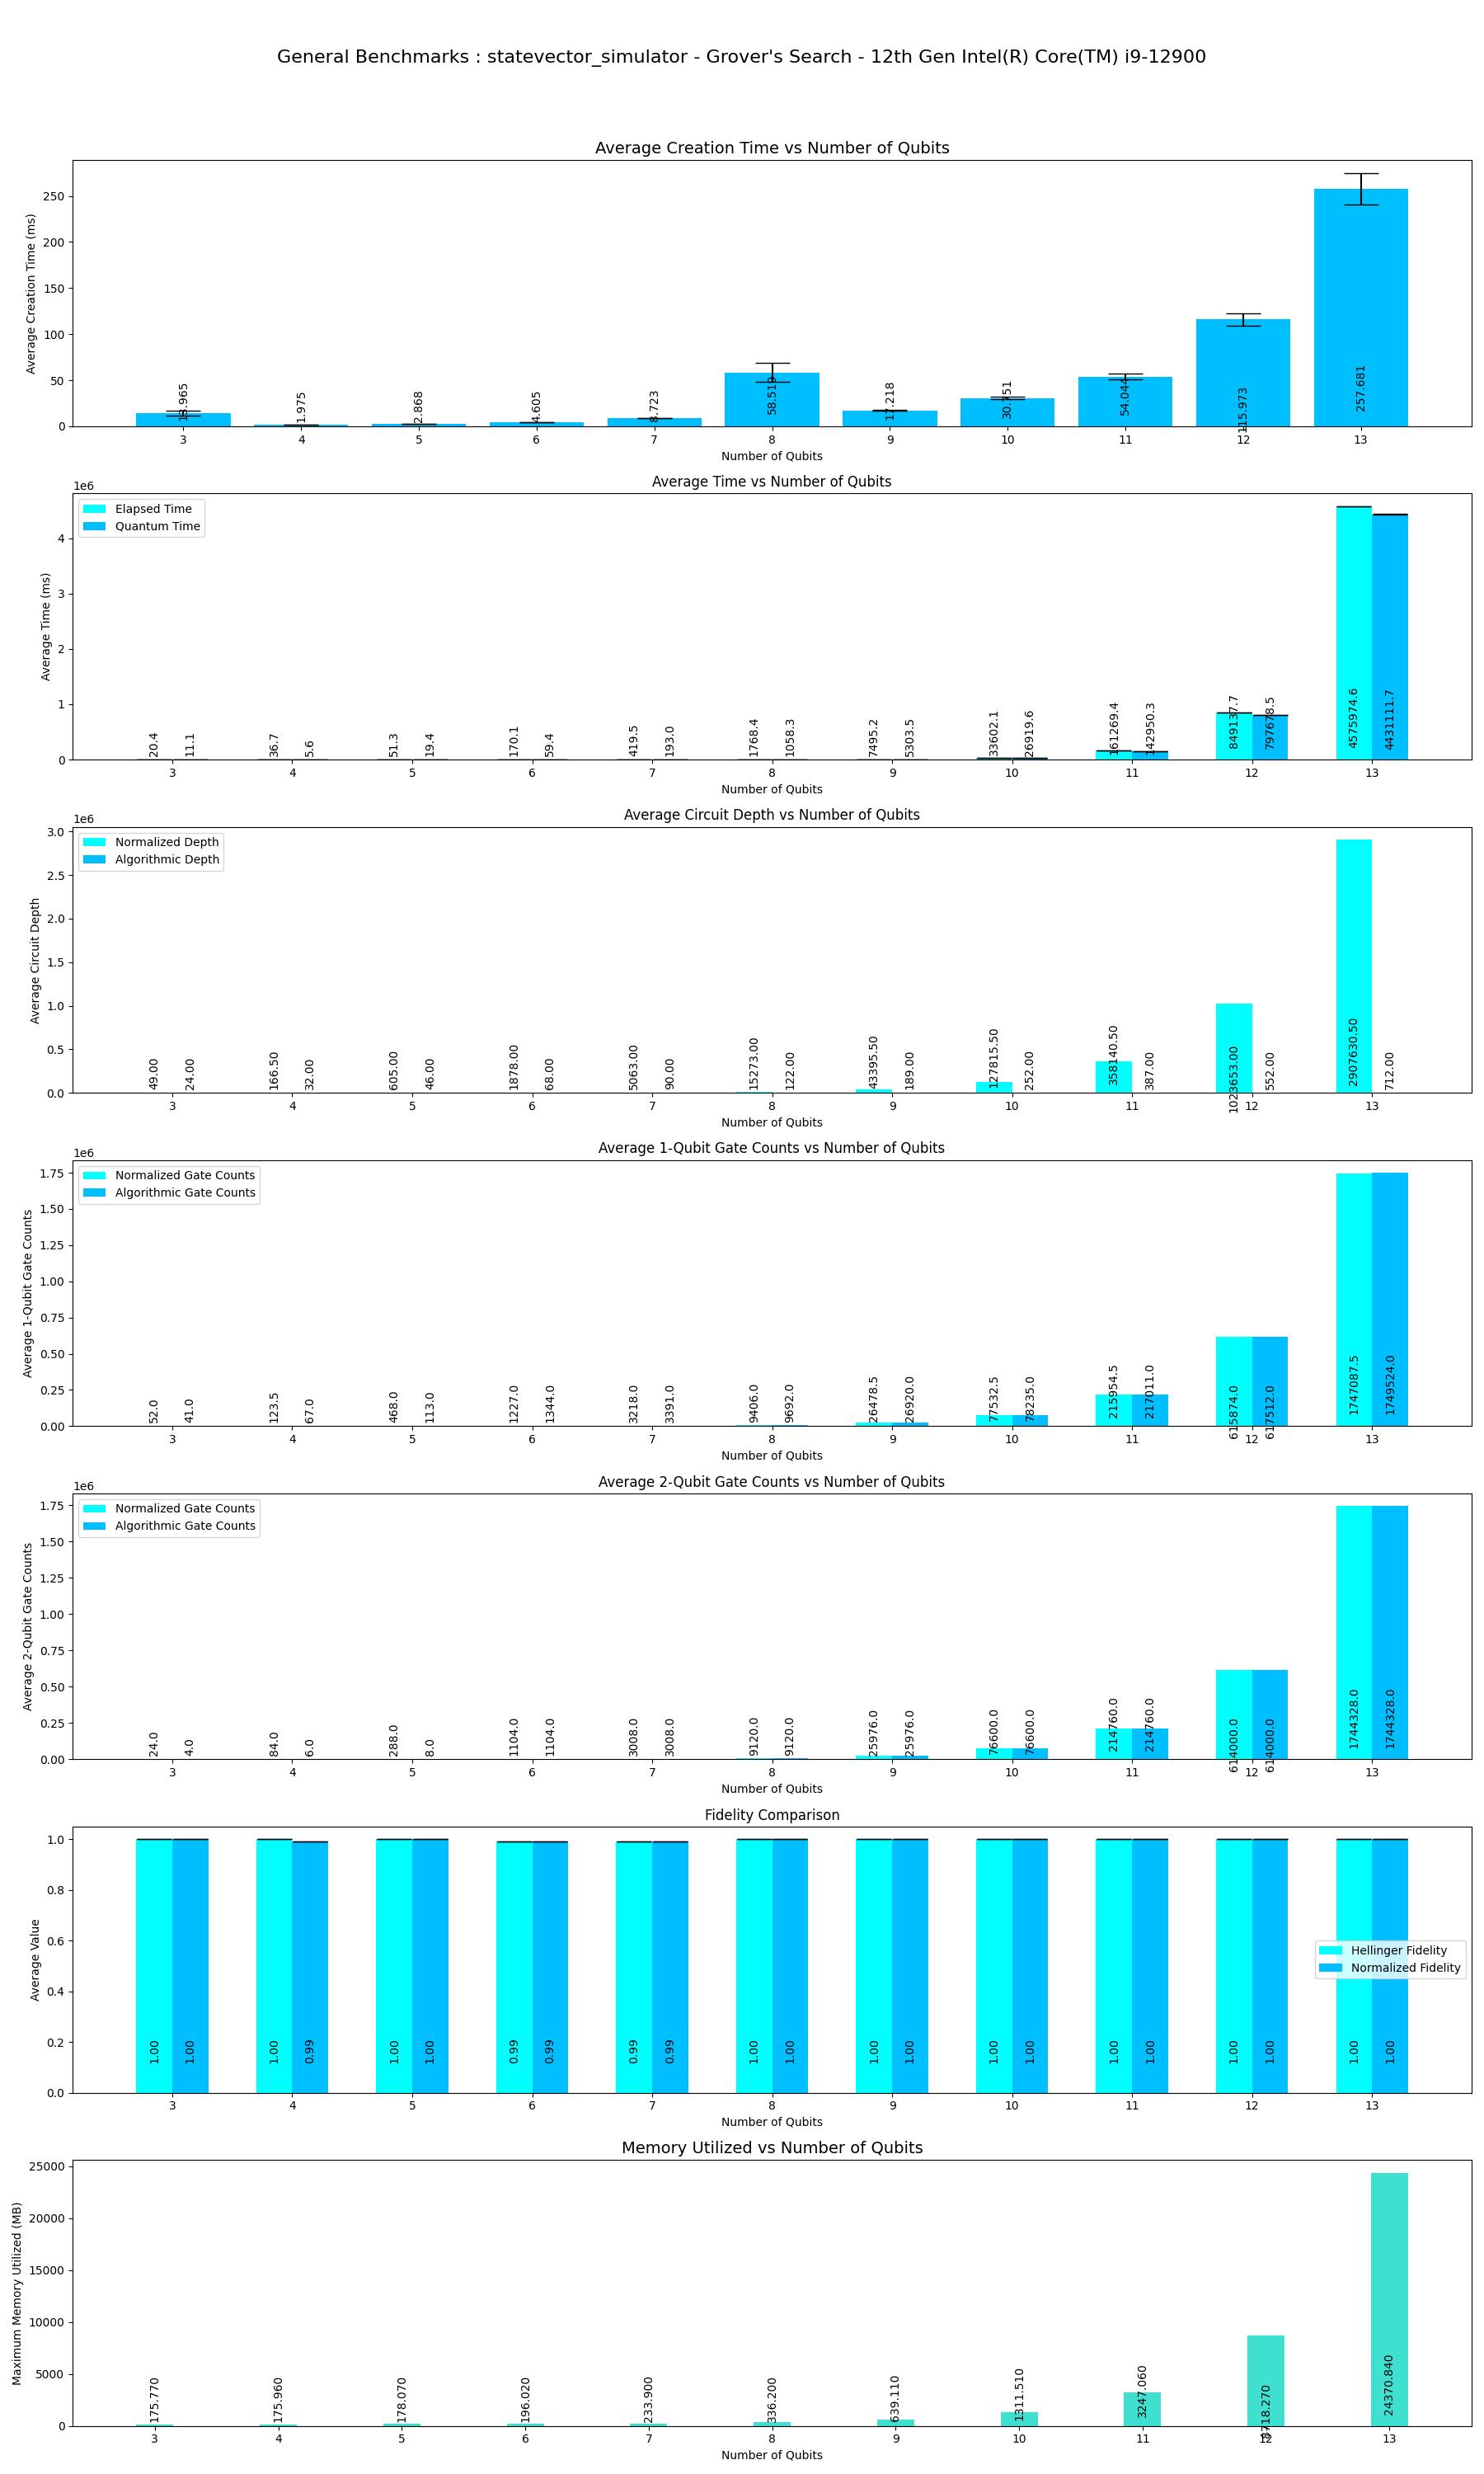 General Benchmarks : statevector_simulator - Grover's Search - 12th Gen Intel(R) Core(TM) i9-12900
Average Creation Time vs Number of Qubits
Average Creation Time (ms)
250
200
150
100
50
0
13.965
1.975
2.868
4.605
8.723
58.519
17.218
30.751
54.044
115.973
257.681
3 4 5 6 7 8 9 10 11 12 13
Number of Qubits
Average Time vs Number of Qubits
1e6
Elapsed Time
Quantum Time
Average Time (ms)
4
3
2
1
0
20.4 11.1
36.7 5.6
51.3 19.4
170.1 59.4
419.5 193.0
1768.4 1058.3
7495.2 5303.5
33602.1 26919.6
161269.4 142950.3
849137.7 797678.5
4575974.6 4431111.7
3 4 5 6 7 8 9 10 11 12 13
Number of Qubits
Average Circuit Depth vs Number of Qubits
1e6
Normalized Depth
Algorithmic Depth
Average Circuit Depth
3.0
2.5
2.0
1.5
1.0
0.5
0.0
49.00 24.00
166.50 32.00
605.00 46.00
1878.00 68.00
5063.00 90.00
15273.00 122.00
43395.50 189.00
127815.50 252.00
358140.50 387.00
1023653.00 552.00
2907630.50 712.00
3 4 5 6 7 8 9 10 11 12 13
Number of Qubits
Average 1-Qubit Gate Counts vs Number of Qubits
1e6
Normalized Gate Counts
Algorithmic Gate Counts
Average 1-Qubit Gate Counts
1.75
1.50
1.25
1.00
0.75
0.50
0.25
0.00
52.0 41.0
123.5 67.0
468.0 113.0
1227.0 1344.0
3218.0 3391.0
9406.0 9692.0
26478.5 26920.0
77532.5 78235.0
215954.5 217011.0
615874.0 617512.0
1747087.5 1749524.0
3 4 5 6 7 8 9 10 11 12 13
Number of Qubits
Average 2-Qubit Gate Counts vs Number of Qubits
1e6
Normalized Gate Counts
Algorithmic Gate Counts
Average 2-Qubit Gate Counts
1.75
1.50
1.25
1.00
0.75
0.50
0.25
0.00
24.0 4.0
84.0 6.0
288.0 8.0
1104.0 1104.0
3008.0 3008.0
9120.0 9120.0
25976.0 25976.0
76600.0 76600.0
214760.0 214760.0
614000.0 614000.0
1744328.0 1744328.0
3 4 5 6 7 8 9 10 11 12 13
Number of Qubits
Fidelity Comparison
Average Value
1.0
0.8
0.6
0.4
0.2
0.0
Hellinger Fidelity
Normalized Fidelity
1.00 1.00
1.00 0.99
1.00 1.00
0.99 0.99
0.99 0.99
1.00 1.00
1.00 1.00
1.00 1.00
1.00 1.00
1.00 1.00
1.00 1.00
3 4 5 6 7 8 9 10 11 12 13
Number of Qubits
Memory Utilized vs Number of Qubits
Maximum Memory Utilized (MB)
25000
20000
15000
10000
5000
0
175.770
175.960
178.070
196.020
233.900
336.200
639.110
1311.510
3247.060
8718.270
24370.840
3 4 5 6 7 8 9 10 11 12 13
Number of Qubits